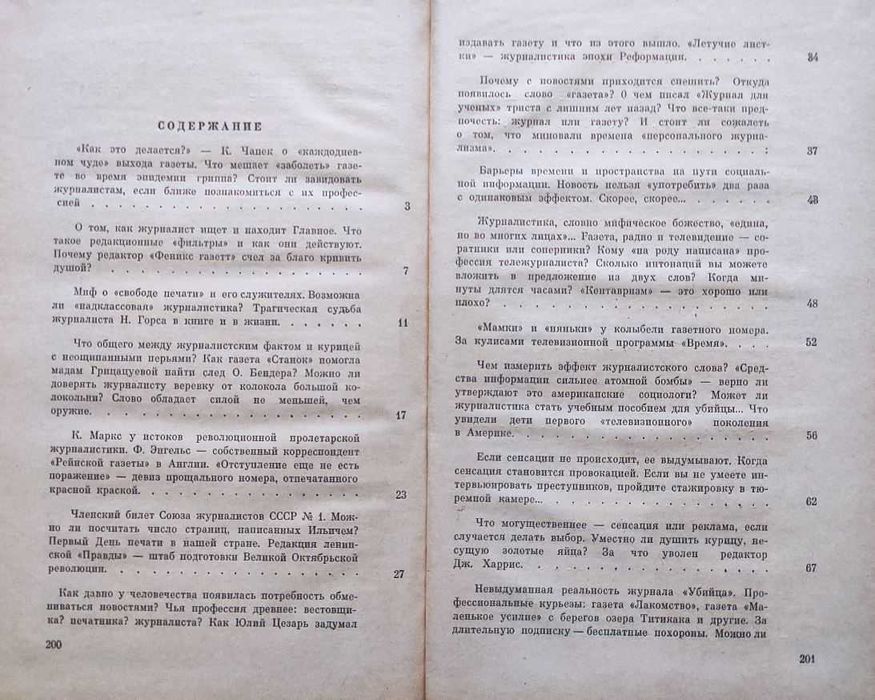 СОДЕРЖАНИЕ
«Как это делается?» — К. Чапек о «каждоднев-
ном чуде» выхода газеты. Что мешает «заболеть» газе-
те во время эпидемии гриппа? Стоит ли завидовать
журналистам, если ближе познакомиться с их профес-
сией . . . . . . . . . . . . . . . . . . . . 3
О том, как журналист ищет и находит Главное. Что
такое редакционные «фильтры» и как они действуют.
Почему редактор «Феникс газетт» счел за благо кривить
душой? . . . . . . . . . . . . . . . . . . . 7
Миф о «свободе печати» и его служителях. Возможна
ли «надклассовая» журналистика? Трагическая судьба
журналиста Н. Горса в книге и в жизни. . . . . . . 11
Что общего между журналистским фактом и курицей
с неощипанными перьями? Как газета «Станок» помогла
мадам Грицацуевой найти след О. Бендера? Можно ли
доверять журналисту веревку от колокола большой ко-
локольни? Слово обладает силой не меньшей, чем
оружие. . . . . . . . . . . . . . . . . . . 17
К. Маркс у истоков революционной пролетарской
журналистики. Ф. Энгельс — собственный корреспондент
«Рейнской газеты» в Англии. «Отступление еще не есть
поражение» — девиз прощального номера, отпечатанного
красной краской. . . . . . . . . . . . . . . 23
Членский билет Союза журналистов СССР № 1. Мож-
но ли посчитать число страниц, написанных Ильичем?
Первый День печати в нашей стране. Редакция ленин-
ской «Правды» — штаб подготовки Великой Октябрьской
революции. . . . . . . . . . . . . . . . . . 27
Как давно у человечества появилась потребность обме-
ниваться новостями? Чья профессия древнее: вестовщи-
ка? печатника? журналиста? Как Юлий Цезарь задумал
200
издавать газету и что из этого вышло. «Летучие лист-
ки» — журналистика эпохи Реформации. . . . . . . 34
Почему с новостями приходится спешить? Откуда
появилось слово «газета»? О чем писал «Журнал для
ученых» триста с лишним лет назад? Что все-таки пред-
почесть: журнал или газету? И стоит ли сожалеть
о том, что миновали времена «персонального журна-
лизма». . . . . . . . . . . . . . . . . . : 37
Барьеры времени и пространства на пути социаль-
ной информации. Новость нельзя «употребить» два раза
с одинаковым эффектом. Скорее, скорее... . . . . . . 43
Журналистика, словно мифическое божество, «едина,
но во многих лицах»... Газета, радио и телевидение — со-
ратники или соперники? Кому «на роду написана» про-
фессия тележурналиста? Сколько интонаций вы можете
вложить в предложение из двух слов? Когда ми-
нуты длятся часами? «Кентавризм» — это хорошо или
плохо? . . . . . . . . . . . . . . . . . . . 48
«Мамки» и «няньки» у колыбели газетного номера.
За кулисами телевизионной программы «Время». . . . 52
Чем измерить эффект журналистского слова? «Сред-
ства информации сильнее атомной бомбы» — верно ли
утверждают это американские социологи? Может ли
журналистика стать учебным пособием для убийцы... Что
увидели дети первого «телевизионного» поколения
в Америке. . . . . . . . . . . . . . . . . . 56
Если сенсации не происходит, ее выдумывают. Когда
сенсация становится провокацией. Если вы не умеете ин-
тервьюировать преступников, пройдите стажировку в тю-
ремной камере... . . . . . . . . . . . . . . . 62
Что могущественнее — сенсация или реклама, если
случается делать выбор. Уместно ли душить курицу, не-
сущую золотые яйца? За что уволен редактор
Дж. Харрис. . . . . . . . . . . . . . . . . 67
Невыдуманная реальность журнала «Убийца». Про-
фессиональные курьезы: газета «Лакомство», газета «Ма-
ленькое усилие» с берегов озера Титикака и другие. За
длительную подписку — бесплатные похороны. Можно ли
201